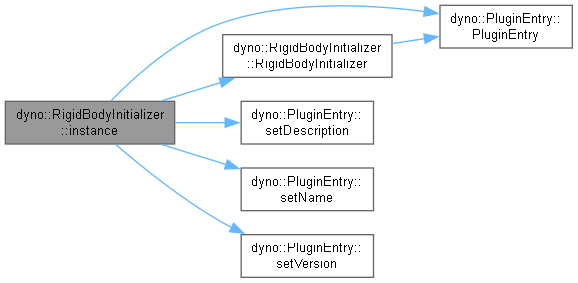 dyno::PluginEntry::
PluginEntry
dyno::RigidBodyInitializer
::RigidBodyInitializer
dyno::RigidBodyInitializer
::instance
dyno::PluginEntry::
setDescription
dyno::PluginEntry::
setName
dyno::PluginEntry::
setVersion